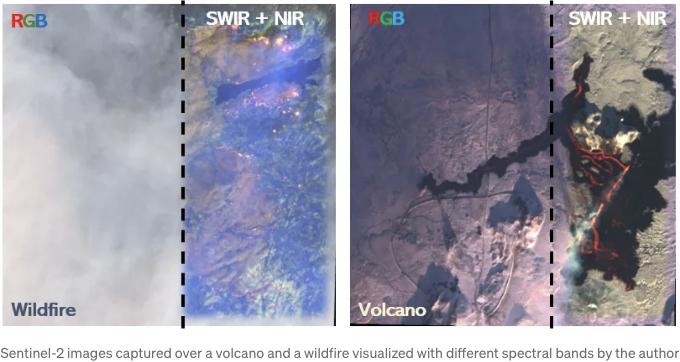 RGB
SWIR + NIR
Wildfire
RGB
SWIR + NIR
Volcano
Sentinel-2 images captured over a volcano and a wildfire visualized with different spectral bands by the author